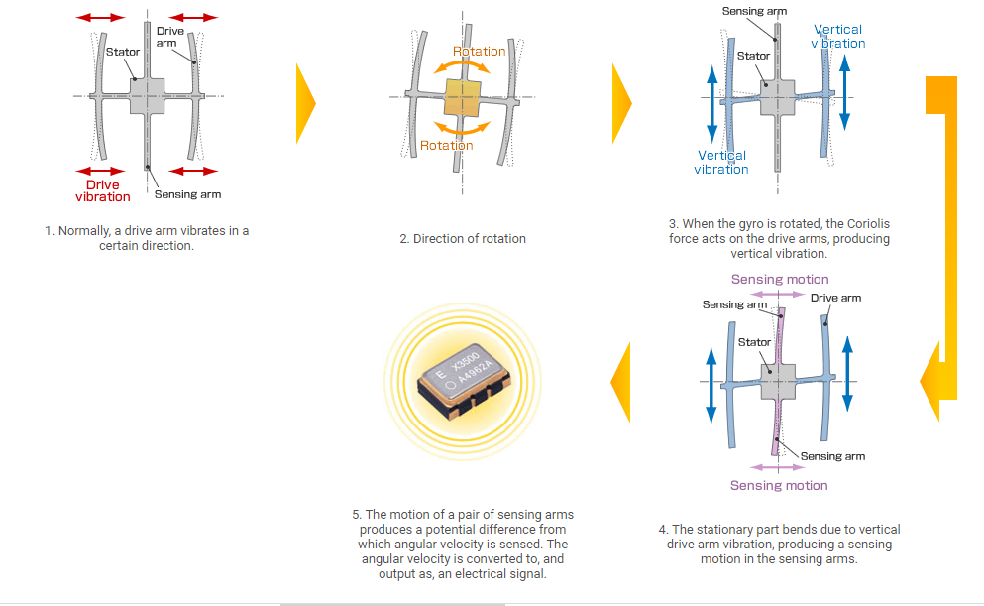 Stator
Drive
arm
Drive
vibration
Sensing arm
1. Normally, a drive arm vibrates in a
certain direction.
Rotation
Rotation
2. Direction of rotation
Sensing arm
Vertical
vibration
Stator
Vertical
vibration
3. When the gyro is rotated, the Coriolis
force acts on the drive arms, producing
vertical vibration.
Sensing motion
Sensing arm
Drive arm
Stator
Sensing arm
Sensing motion
4. The stationary part bends due to vertical
drive arm vibration, producing a sensing
motion in the sensing arms.
E X3500
A4962A
5. The motion of a pair of sensing arms
produces a potential difference from
which angular velocity is sensed. The
angular velocity is converted to, and
output as, an electrical signal.